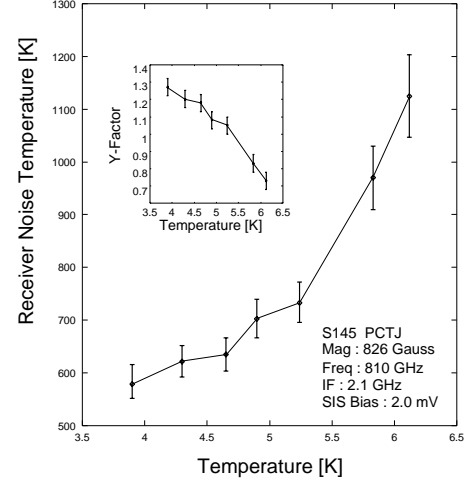 1300
1200
1100
1000
900
800
700
600
500
3.5 4 4.5 5 5.5 6 6.5
Receiver Noise Temperature [K]
Temperature [K]
1.4
1.3
1.2
1.1
1
0.9
0.8
0.7
3.5 4 4.5 5 5.5 6 6.5
Y-Factor
Temperature [K]
S145 PCTJ
Mag : 826 Gauss
Freq : 810 GHz
IF : 2.1 GHz
SIS Bias : 2.0 mV